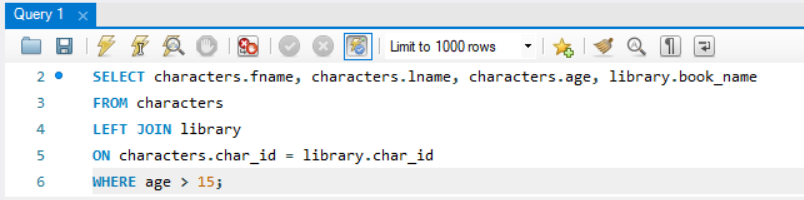 Query 1
Limit to 1000 rows
2 SELECT characters.fname, characters.lname, characters.age, library.book_name
3 FROM characters
4 LEFT JOIN library
5 ON characters.char_id = library.char_id
6 WHERE age > 15;